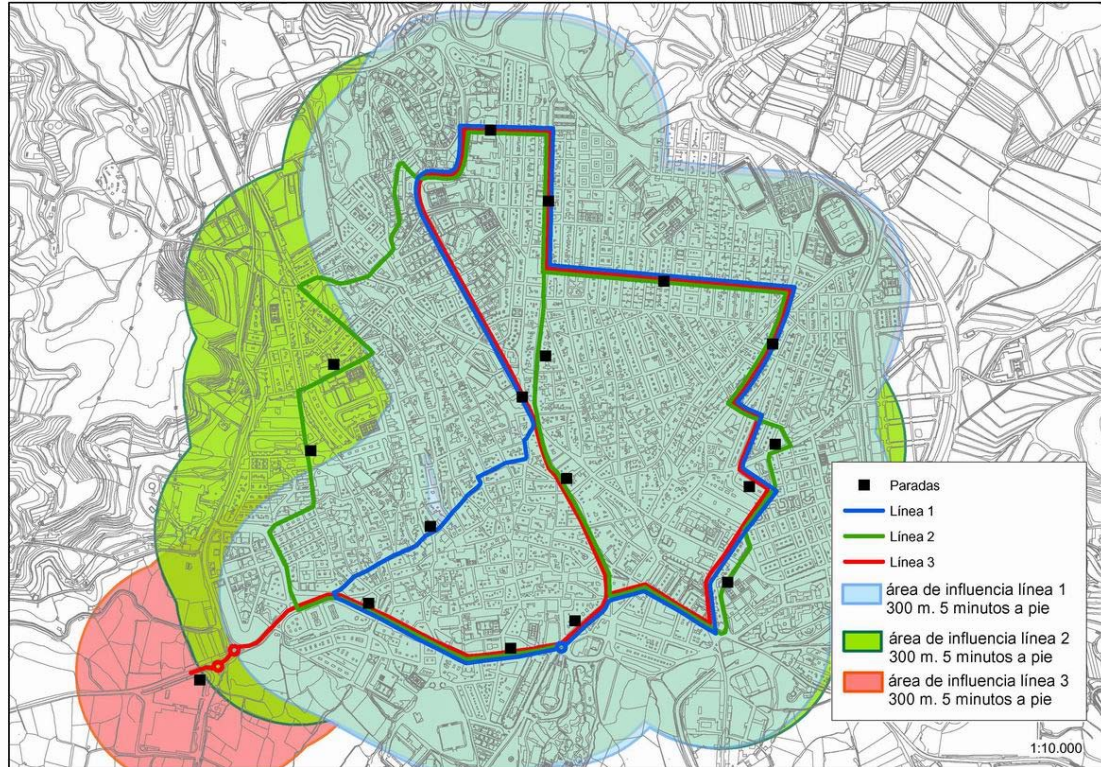 Paradas
Línea 1
Línea 2
Línea 3
área de influencia línea 1
300 m. 5 minutos a pie
área de influencia línea 2
300 m. 5 minutos a pie
área de influencia línea 3
300 m. 5 minutos a pie
1:10.000